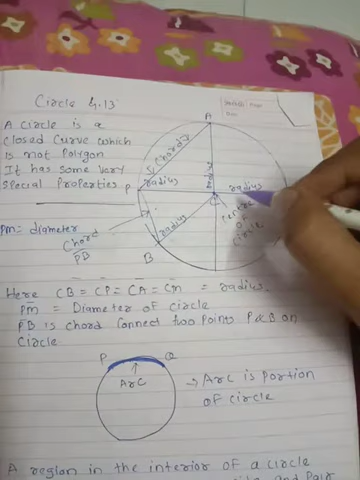 Circle 4.13
A circle is a
closed curve which
is not Polygon
It has some vary
special Properties
A
chord
radius
P
radius
radius
Centre
OF
Circle
Pm = diameter
Chord
PB
B
Here CB = CP = CA = Cm = radius.
Pm = Diameter of circle
PB is chord connect two Points P & B on
Circle
P Q
Arc
→ Arc is portion
of circle
A region in the interior of a circle